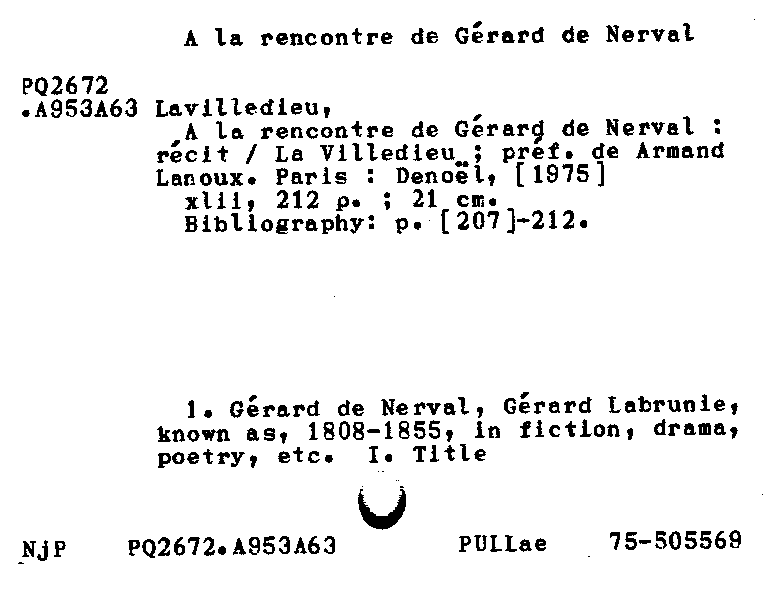 A la rencontre de Gérard de Nerval
PQ2672
.A953A63 Lavilledieu,
A la rencontre de Gérard de Nerval :
récit / La Villedieu ; préf. de Armand
Lanoux. Paris : Denoël, [1975]
xlii, 212 p. ; 21 cm.
Bibliography: p. [207]-212.
1. Gérard de Nerval, Gérard Labrunie,
known as, 1808-1855, in fiction, drama,
poetry, etc. I. Title
NjP PQ2672.A953A63 PULLae 75-505569